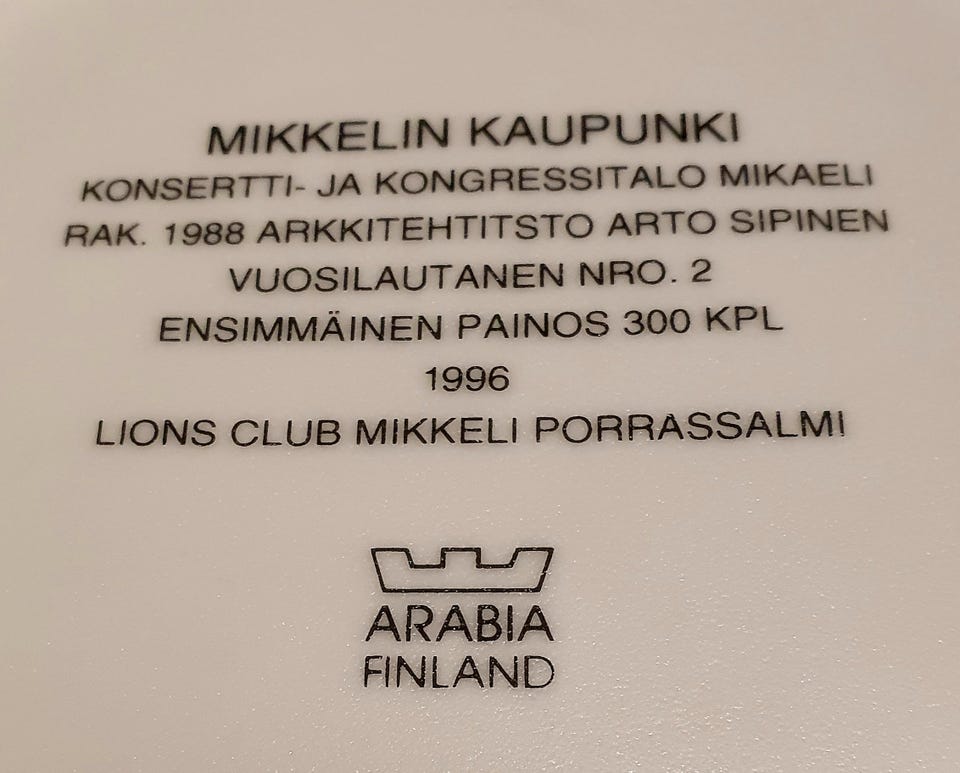 MIKKELIN KAUPUNKI
KONSERTTI- JA KONGRESSITALO MIKAELI
RAK. 1988 ARKKITEHTITSTO ARTO SIPINEN
VUOSILAUTANEN NRO. 2
ENSIMMÄINEN PAINOS 300 KPL
1996
LIONS CLUB MIKKELI PORRASSALMI
ARABIA
FINLAND